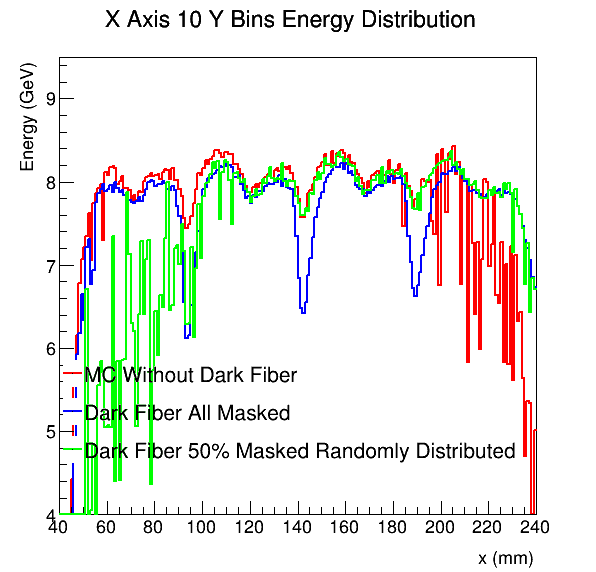 X Axis 10 Y Bins Energy Distribution
Energy (GeV)
9
8
7
6
MC Without Dark Fiber
Dark Fiber All Masked
5
Dark Fiber 50% Masked Randomly Distributed
4
40 60 80 100 120 140 160 180 200 220 240
x (mm)